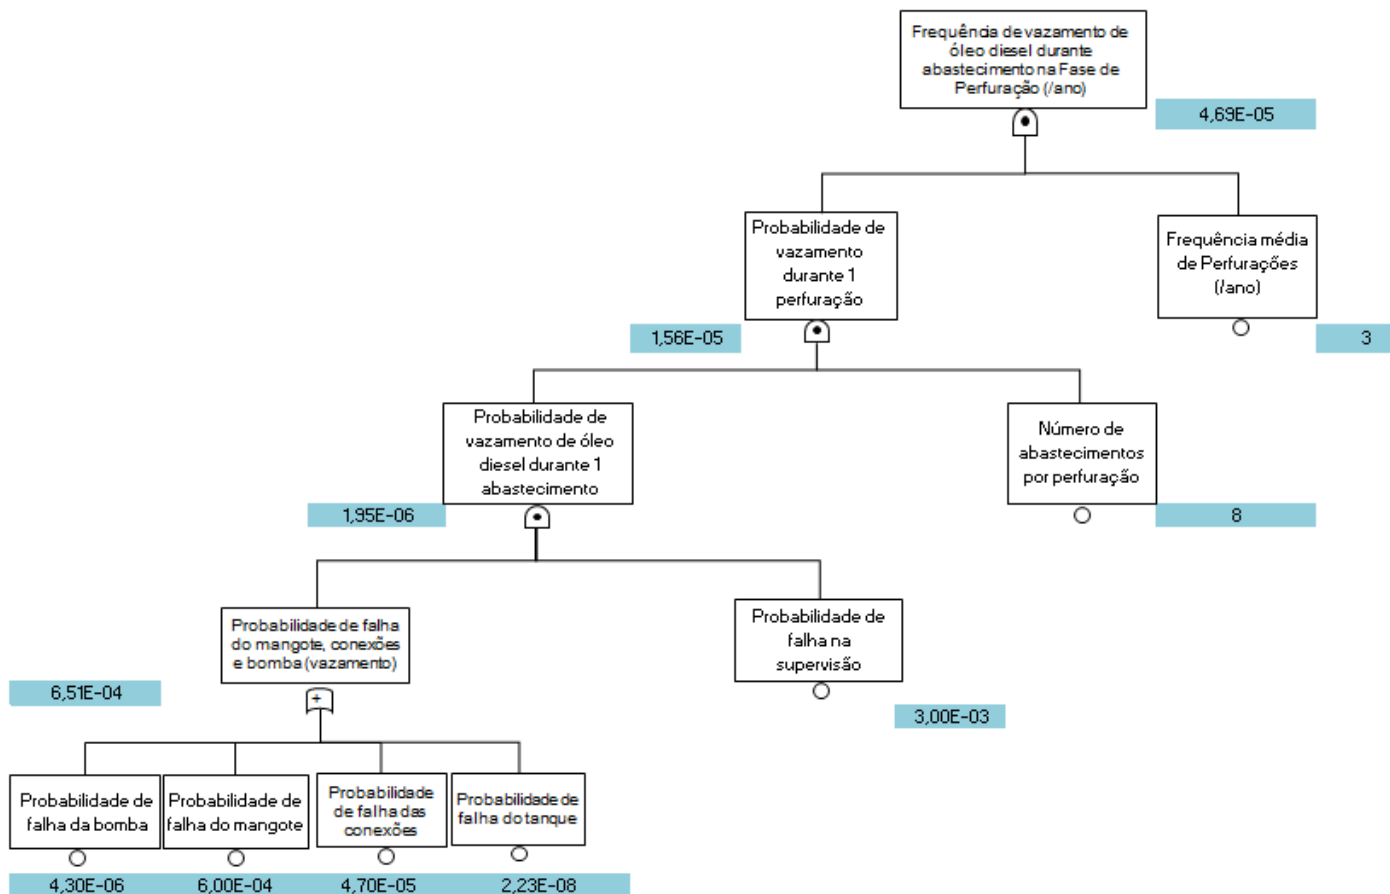 Frequência de vazamento de
óleo diesel durante
abastecimento na Fase de
Perfuração (/ano)
4,69E-05
Probabilidade de
vazamento
durante 1
perfuração
Frequência média
de Perfurações
(/ano)
1,56E-05
3
Probabilidade de
vazamento de óleo
diesel durante 1
abastecimento
Número de
abastecimentos
por perfuração
1,95E-06
8
Probabilidade de falha
do mangote, conexões
e bomba (vazamento)
Probabilidade de
falha na
supervisão
6,51E-04
+
3,00E-03
Probabilidade de
falha da bomba
Probabilidade de
falha do mangote
Probabilidade
de falha das
conexões
Probabilidade de
falha do tanque
4,30E-06
6,00E-04
4,70E-05
2,23E-08